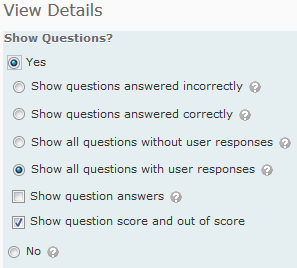 View Details
Show Questions?
Yes
Show questions answered incorrectly ?
Show questions answered correctly ?
Show all questions without user responses ?
Show all questions with user responses ?
Show question answers ?
Show question score and out of score
No ?